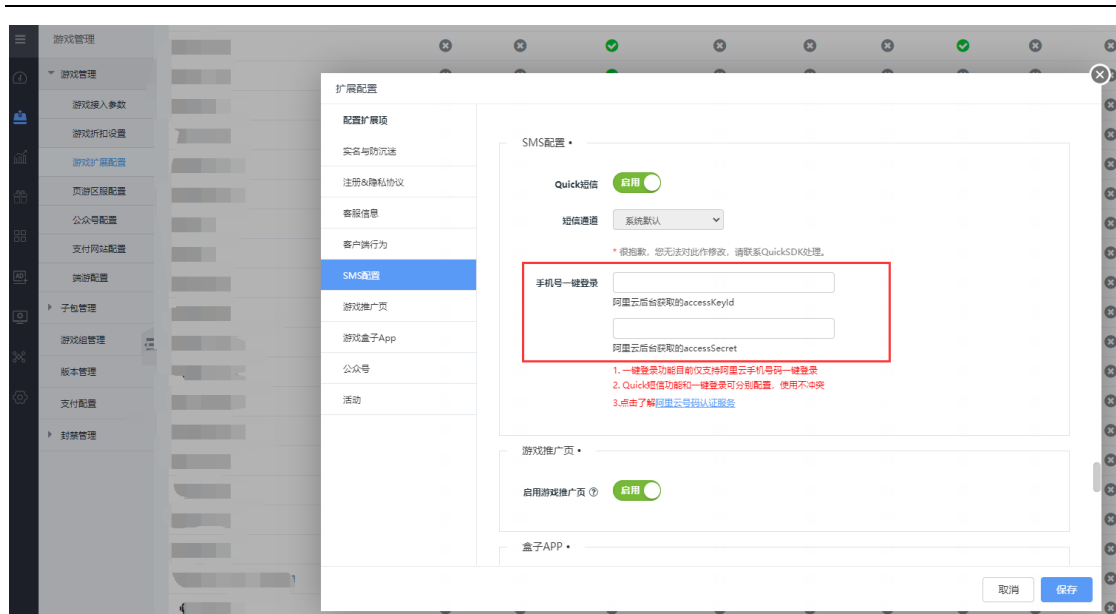 游戏管理
游戏管理
游戏接入参数
游戏折扣设置
游戏扩展配置
页游区服配置
公众号配置
支付网站配置
端游配置
子包管理
游戏组管理
版本管理
支付配置
封禁管理
扩展配置
配置扩展项
实名与防沉迷
注册&隐私协议
客服信息
客户端行为
SMS配置
游戏推广页
游戏盒子App
公众号
活动
SMS配置 •
Quick短信 启用
短信通道 系统默认
* 很抱歉，您无法对此作修改，请联系QuickSDK处理。
手机号一键登录
阿里云后台获取的accessKeyId
阿里云后台获取的accessSecret
1. 一键登录功能目前仅支持阿里云手机号码一键登录
2. Quick短信功能和一键登录可分别配置，使用不冲突
3.点击了解阿里云号码认证服务
游戏推广页 •
启用游戏推广页 启用
盒子APP •
取消 保存